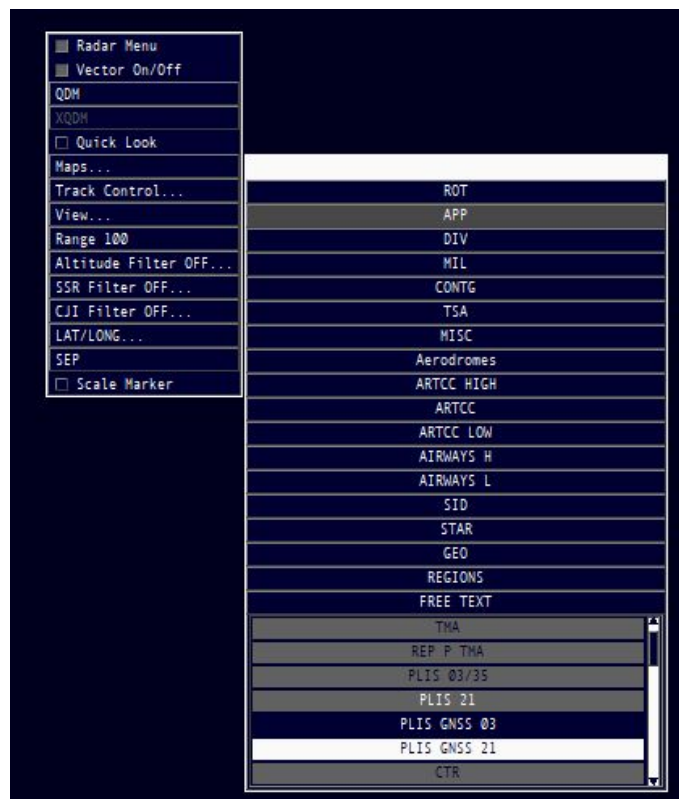 Radar Menu
Vector On/Off
QDM
XQDM
Quick Look
Maps...
Track Control...
View...
Range 100
Altitude Filter OFF...
SSR Filter OFF...
CJI Filter OFF...
LAT/LONG...
SEP
Scale Marker
ROT
APP
DIV
MIL
CONTG
TSA
MISC
Aerodromes
ARTCC HIGH
ARTCC
ARTCC LOW
AIRWAYS H
AIRWAYS L
SID
STAR
GEO
REGIONS
FREE TEXT
TMA
REP P TMA
PLIS 03/35
PLIS 21
PLIS GNSS 03
PLIS GNSS 21
CTR